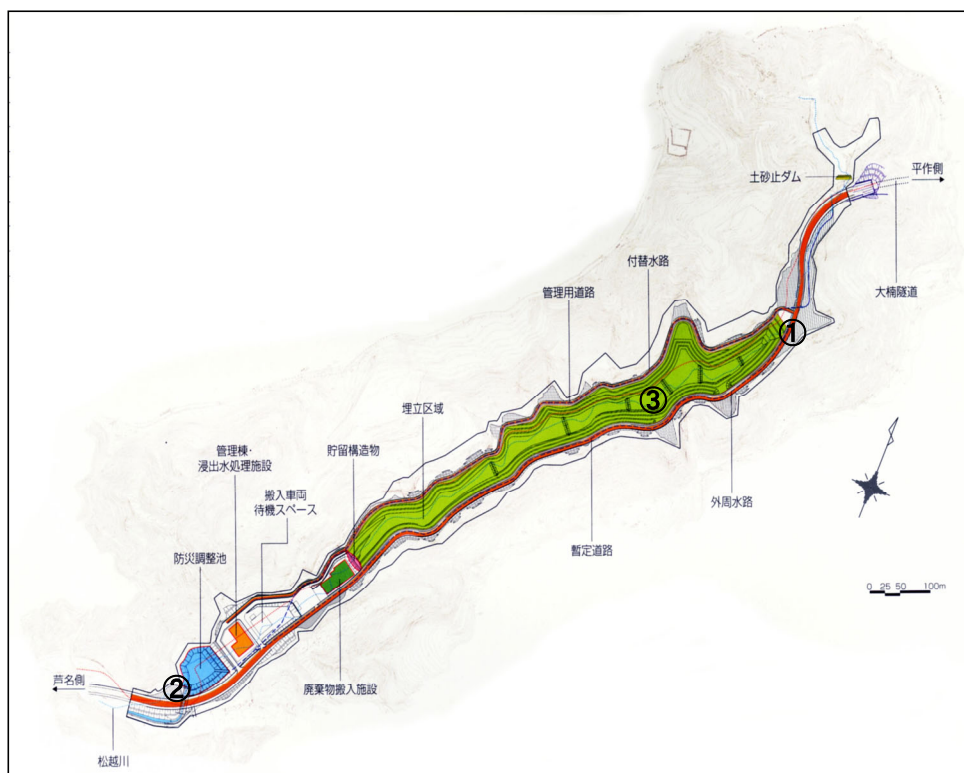 土砂止ダム
平作側
大楠隧道
付替水路
管理用道路
①
③
埋立区域
貯留構造物
管理棟・
浸出水処理施設
搬入車両
待機スペース
外周水路
暫定道路
防災調整池
0 25 50 100m
廃棄物搬入施設
芦名側
②
松越川